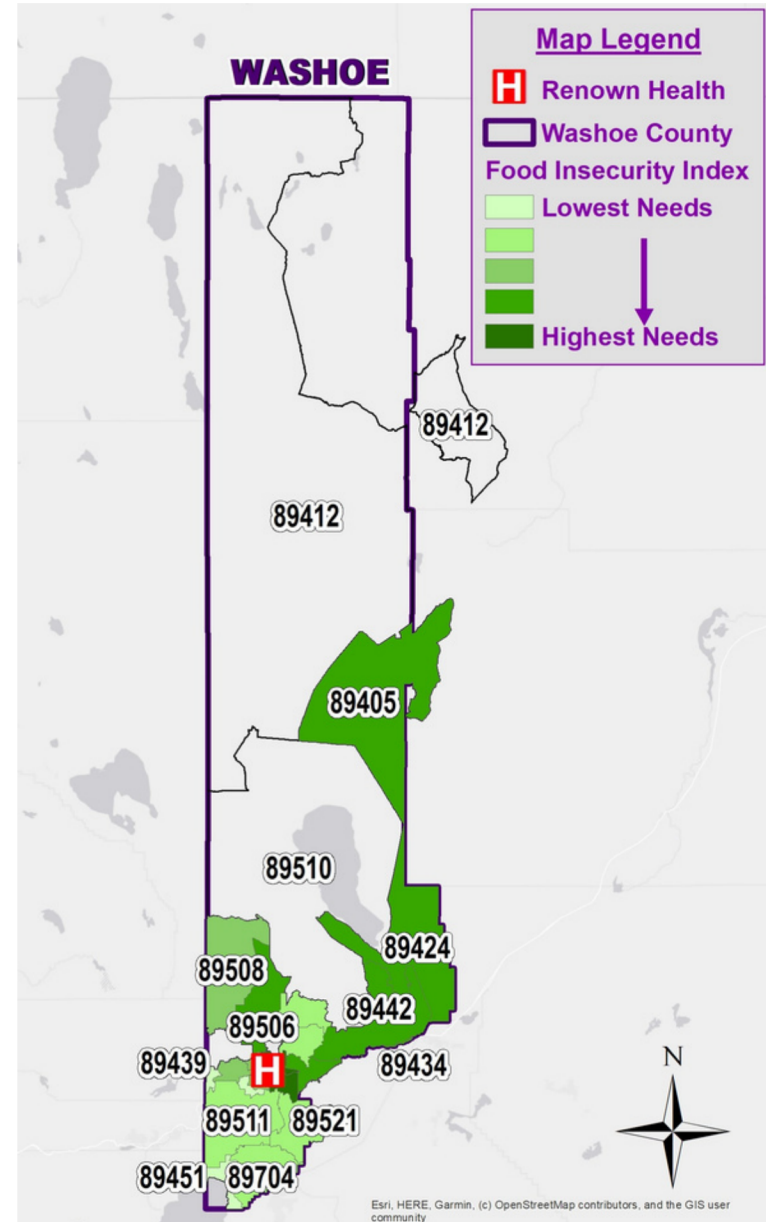 WASHOE
Map Legend
H Renown Health
Washoe County
Food Insecurity Index
Lowest Needs
Highest Needs
89412
89412
89405
89510
89424
89508
89442
89506
89439
H
89434
89511
89521
89451
89704
N
Esri, HERE, Garmin, (c) OpenStreetMap contributors, and the GIS user
community